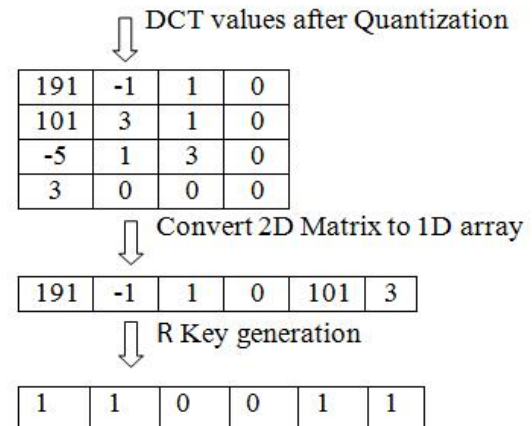 DCT values after Quantization
191 -1 1 0
101 3 1 0
-5 1 3 0
3 0 0 0
Convert 2D Matrix to 1D array
191 -1 1 0 101 3
R Key generation
1 1 0 0 1 1